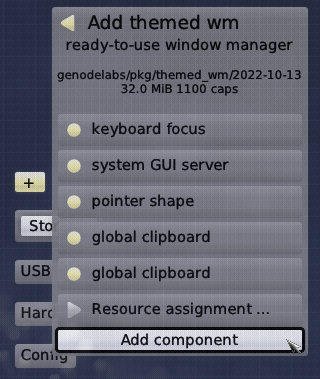 Add themed wm
ready-to-use window manager
genodelabs/pkg/themed_wm/2022-10-13
32.0 MiB 1100 caps
keyboard focus
system GUI server
pointer shape
+
global clipboard
Sto
global clipboard
USB
Resource assignment ...
Hard
Add component
Config